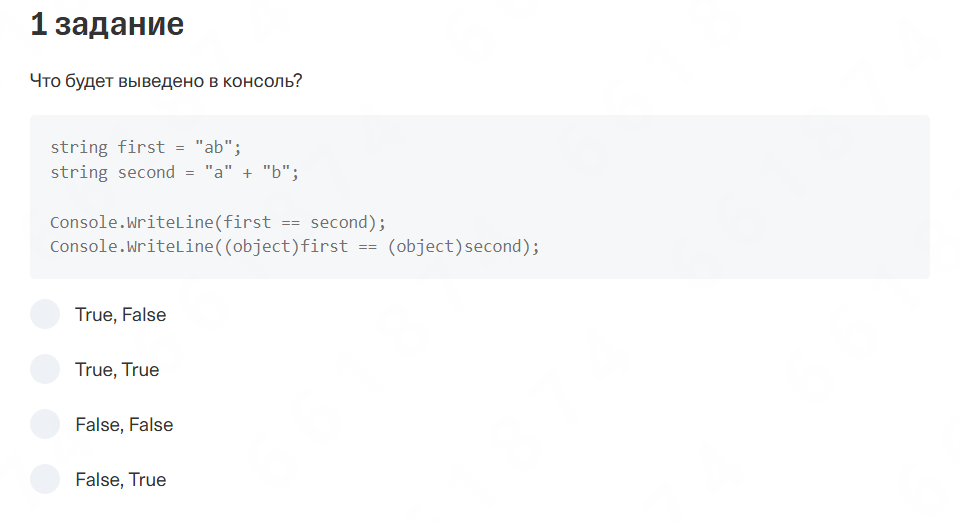 1 задание
Что будет выведено в консоль?
string first = "ab";
string second = "a" + "b";
Console.WriteLine(first == second);
Console.WriteLine((object)first == (object)second);
True, False
True, True
False, False
False, True